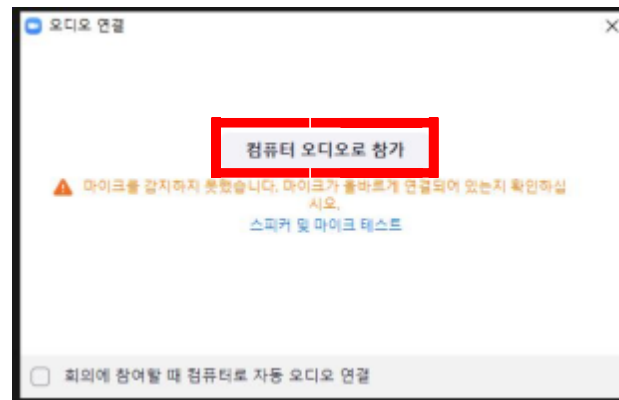 오디오 연결
컴퓨터 오디오로 참가
마이크를 감지하지 못했습니다. 마이크가 올바르게 연결되어 있는지 확인하십
시오.
스피커 및 마이크 테스트
회의에 참여할 때 컴퓨터로 자동 오디오 연결